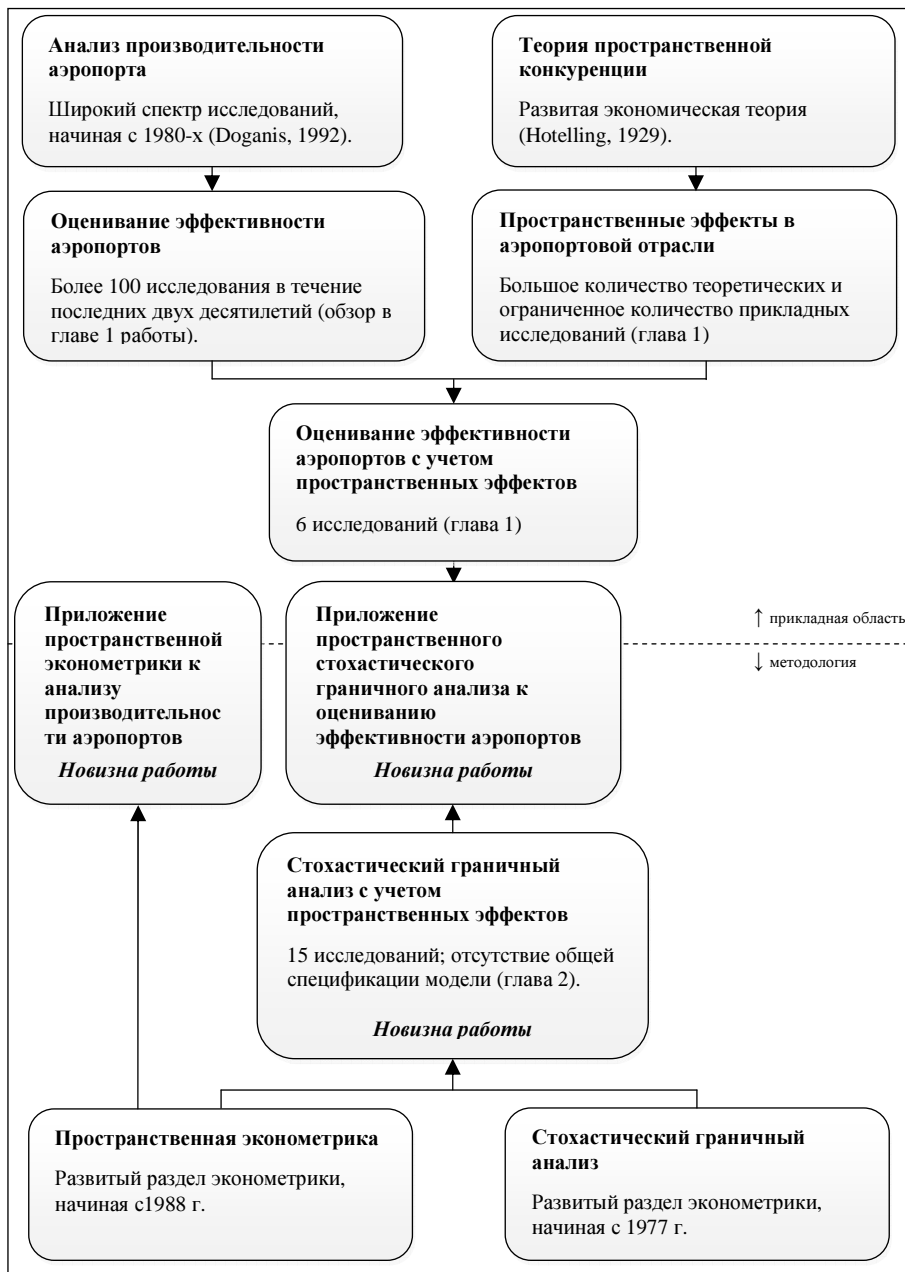 Анализ производительности
аэропорта
Широкий спектр исследований,
начиная с 1980-х (Doganis, 1992).
Теория пространственной
конкуренции
Развитая экономическая теория
(Hotelling, 1929).
Оценивание эффективности
аэропортов
Более 100 исследования в течение
последних двух десятилетий (обзор в
главе 1 работы).
Пространственные эффекты в
аэропортовой отрасли
Большое количество теоретических и
ограниченное количество прикладных
исследований (глава 1)
Оценивание эффективности
аэропортов с учетом
пространственных эффектов
6 исследований (глава 1)
Приложение
пространственной
эконометрики к
анализу
производительнос
ти аэропортов
Новизна работы
Приложение
пространственного
стохастического
граничного анализа к
оцениванию
эффективности аэропортов
Новизна работы
↑ прикладная область
↓ методология
Стохастический граничный
анализ с учетом
пространственных эффектов
15 исследований; отсутствие общей
спецификации модели (глава 2).
Новизна работы
Пространственная эконометрика
Развитый раздел эконометрики,
начиная с1988 г.
Стохастический граничный
анализ
Развитый раздел эконометрики,
начиная с 1977 г.